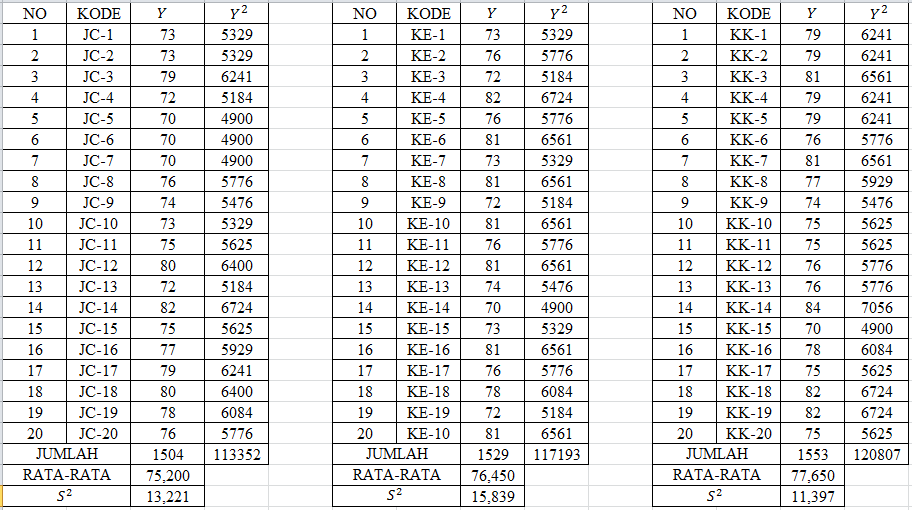 NO KODE Y Y² NO KODE Y Y² NO KODE Y Y²
1 JC-1 73 5329 1 KE-1 73 5329 1 KK-1 79 6241
2 JC-2 73 5329 2 KE-2 76 5776 2 KK-2 79 6241
3 JC-3 79 6241 3 KE-3 72 5184 3 KK-3 81 6561
4 JC-4 72 5184 4 KE-4 82 6724 4 KK-4 79 6241
5 JC-5 70 4900 5 KE-5 76 5776 5 KK-5 79 6241
6 JC-6 70 4900 6 KE-6 81 6561 6 KK-6 76 5776
7 JC-7 70 4900 7 KE-7 73 5329 7 KK-7 81 6561
8 JC-8 76 5776 8 KE-8 81 6561 8 KK-8 77 5929
9 JC-9 74 5476 9 KE-9 72 5184 9 KK-9 74 5476
10 JC-10 73 5329 10 KE-10 81 6561 10 KK-10 75 5625
11 JC-11 75 5625 11 KE-11 76 5776 11 KK-11 75 5625
12 JC-12 80 6400 12 KE-12 81 6561 12 KK-12 76 5776
13 JC-13 72 5184 13 KE-13 74 5476 13 KK-13 76 5776
14 JC-14 82 6724 14 KE-14 70 4900 14 KK-14 84 7056
15 JC-15 75 5625 15 KE-15 73 5329 15 KK-15 70 4900
16 JC-16 77 5929 16 KE-16 81 6561 16 KK-16 78 6084
17 JC-17 79 6241 17 KE-17 76 5776 17 KK-17 75 5625
18 JC-18 80 6400 18 KE-18 78 6084 18 KK-18 82 6724
19 JC-19 78 6084 19 KE-19 72 5184 19 KK-19 82 6724
20 JC-20 76 5776 20 KE-10 81 6561 20 KK-20 75 5625
JUMLAH 1504 113352 JUMLAH 1529 117193 JUMLAH 1553 120807
RATA-RATA 75,200 RATA-RATA 76,450 RATA-RATA 77,650
S² 13,221 S² 15,839 S² 11,397